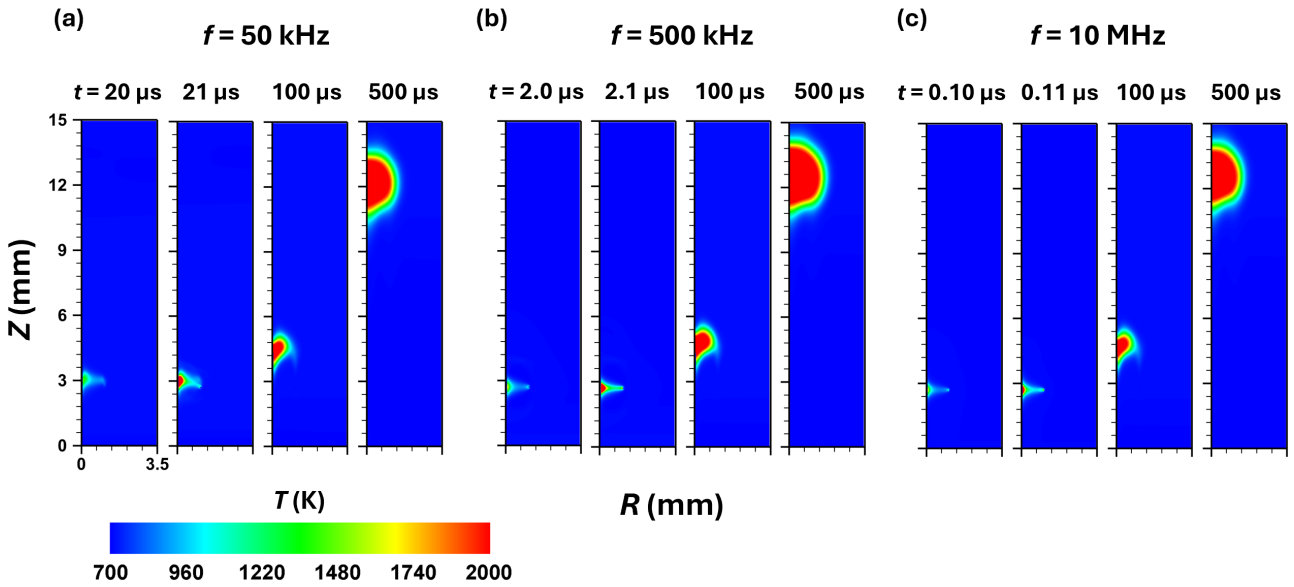 (a) (b) (c)
f = 50 kHz f = 500 kHz f = 10 MHz
t = 20 µs 21 µs 100 µs 500 µs t = 2.0 µs 2.1 µs 100 µs 500 µs t = 0.10 µs 0.11 µs 100 µs 500 µs
15
12
9
6
3
0
Z (mm)
0 3.5
T (K)
R (mm)
700 960 1220 1480 1740 2000